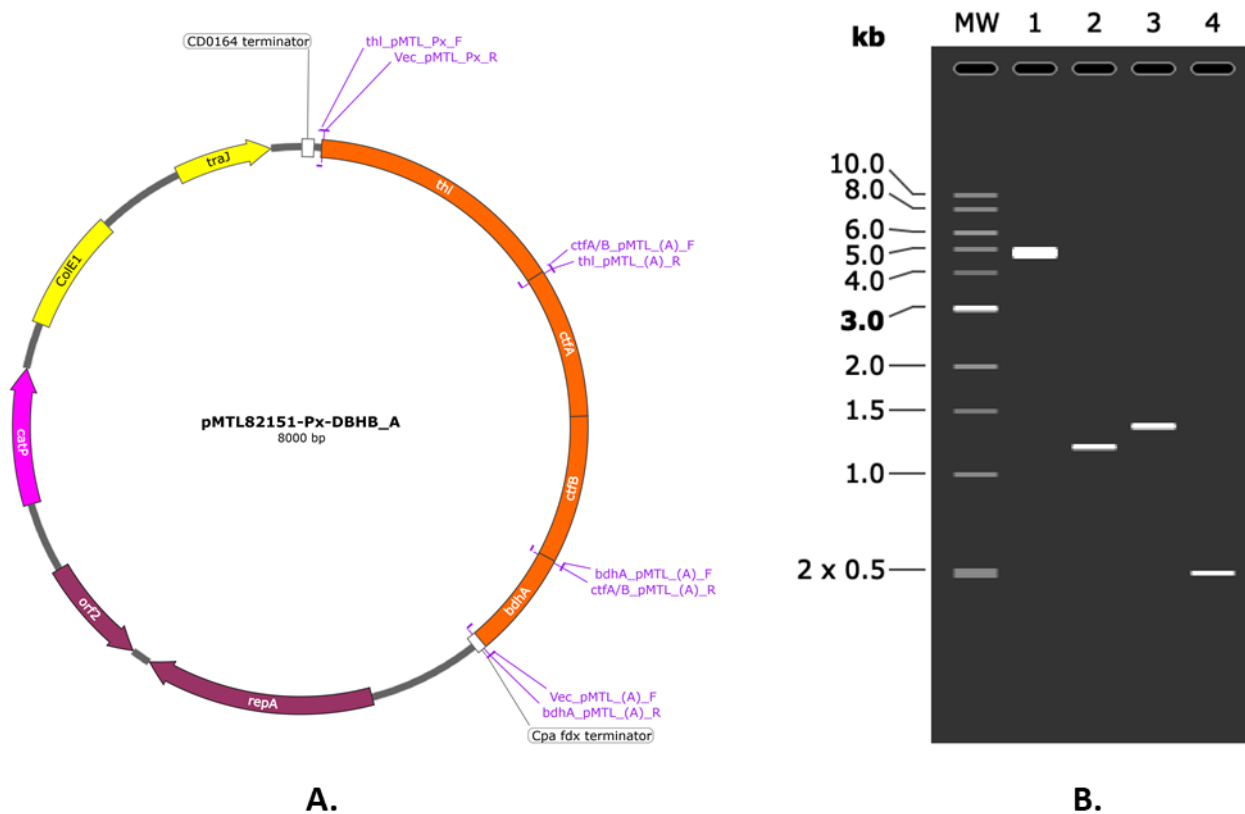 CD0164 terminator
thl_pMTL_Px_F
Vec_pMTL_Px_R
traJ
thl
ColE1
ctfA/B_pMTL_(A)_F
thl_pMTL_(A)_R
ctfA
catP
pMTL82151-Px-DBHB_A
8000 bp
ctfB
orf2
bdhA
bdhA_pMTL_(A)_F
ctfA/B_pMTL_(A)_R
repA
Vec_pMTL_(A)_F
bdhA_pMTL_(A)_R
Cpa fdx terminator
A.
kb MW 1 2 3 4
10.0
8.0
6.0
5.0
4.0
3.0
2.0
1.5
1.0
2 x 0.5
B.